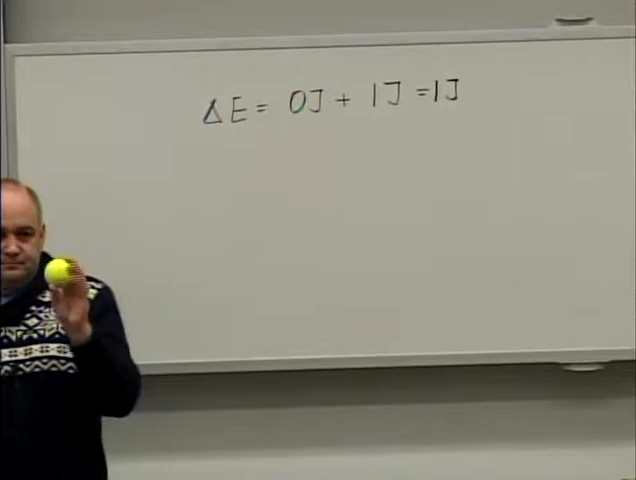 ΔE = 0J + 1J = 1J